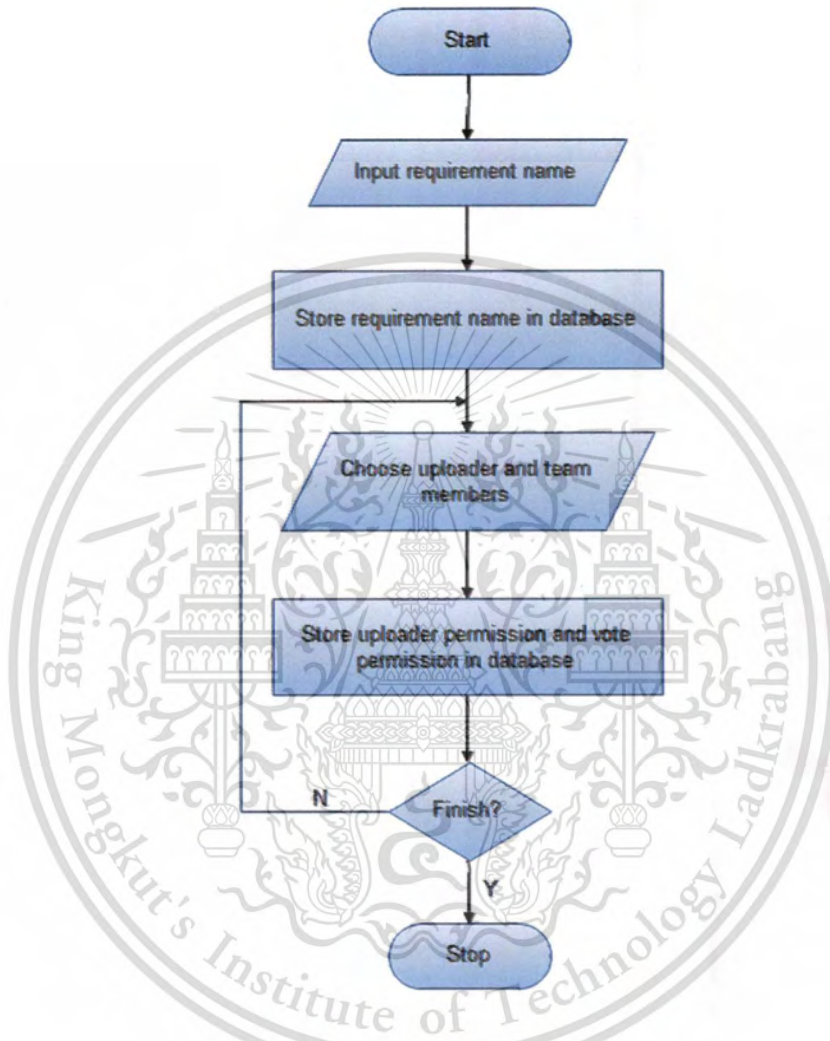 Start
Input requirement name
Store requirement name in database
Choose uploader and team
members
Store uploader permission and vote
permission in database
N
Finish?
Y
Stop
King Mongkut's Institute of Technology Ladkrabang